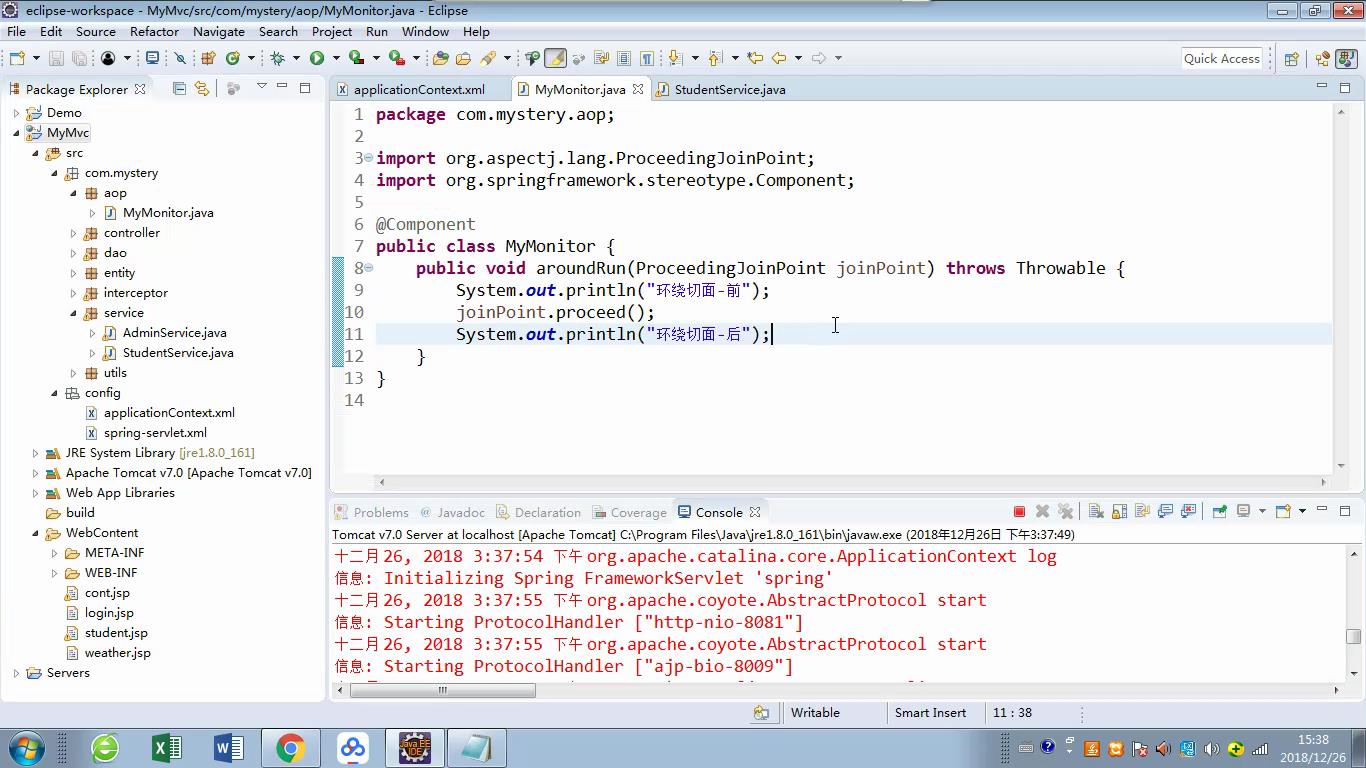 eclipse-workspace - MyMvc/src/com/mystery/aop/MyMonitor.java - Eclipse
File Edit Source Refactor Navigate Search Project Run Window Help
Quick Access
Package Explorer
applicationContext.xml
MyMonitor.java
StudentService.java
Demo
MyMvc
src
com.mystery
aop
MyMonitor.java
controller
dao
entity
interceptor
service
AdminService.java
StudentService.java
utils
config
applicationContext.xml
spring-servlet.xml
JRE System Library [jre1.8.0_161]
Apache Tomcat v7.0 [Apache Tomcat v7.0]
Web App Libraries
build
WebContent
META-INF
WEB-INF
cont.jsp
login.jsp
student.jsp
weather.jsp
Servers
1 package com.mystery.aop;
2
3 import org.aspectj.lang.ProceedingJoinPoint;
4 import org.springframework.stereotype.Component;
5
6 @Component
7 public class MyMonitor {
8 public void aroundRun(ProceedingJoinPoint joinPoint) throws Throwable {
9 System.out.println("环绕切面-前");
10 joinPoint.proceed();
11 System.out.println("环绕切面-后");
12 }
13 }
14
Problems @ Javadoc Declaration Coverage Console
Tomcat v7.0 Server at localhost [Apache Tomcat] C:\Program Files\Java\jre1.8.0_161\bin\javaw.exe (2018年12月26日 下午3:37:49)
十二月 26, 2018 3:37:54 下午 org.apache.catalina.core.ApplicationContext log
信息: Initializing Spring FrameworkServlet 'spring'
十二月 26, 2018 3:37:55 下午 org.apache.coyote.AbstractProtocol start
信息: Starting ProtocolHandler ["http-nio-8081"]
十二月 26, 2018 3:37:55 下午 org.apache.coyote.AbstractProtocol start
信息: Starting ProtocolHandler ["ajp-bio-8009"]
Writable
Smart Insert
11 : 38
Java EE
IDE
15:38
2018/12/26